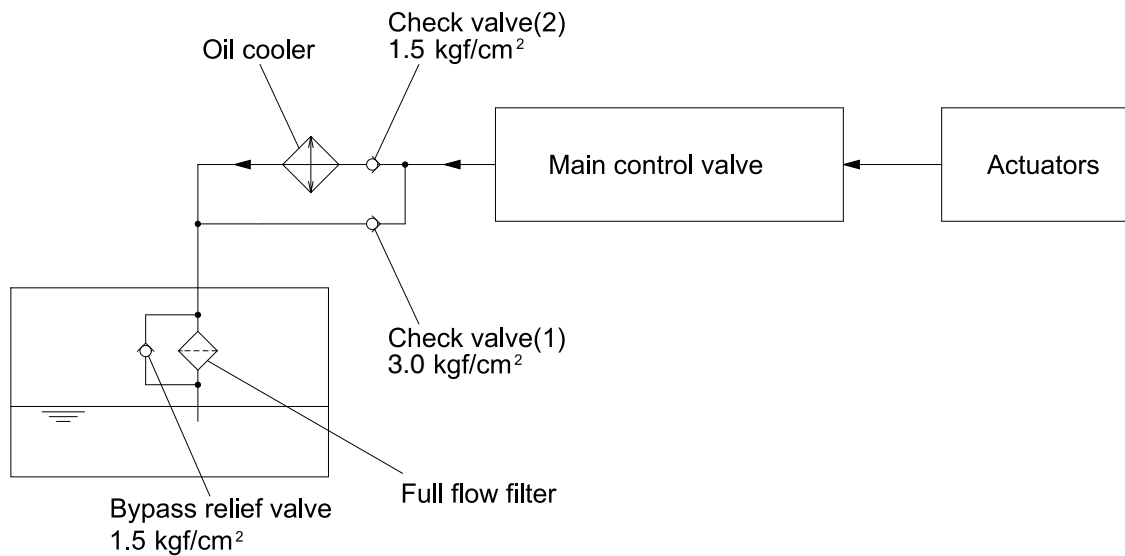 Check valve(2)
1.5 kgf/cm²
Oil cooler
Main control valve
Actuators
Check valve(1)
3.0 kgf/cm²
Full flow filter
Bypass relief valve
1.5 kgf/cm²